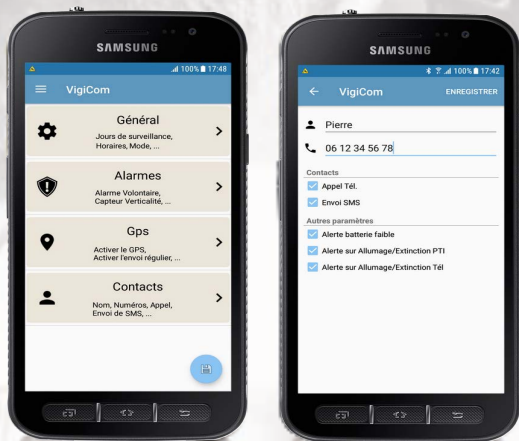 SAMSUNG
100% 17:48
VigiCom
Général
Jours de surveillance,
Horaires, Mode, ...
Alarmes
Alarme Volontaire,
Capteur Verticalité, ...
Gps
Activer le GPS,
Activer l'envoi régulier, ...
Contacts
Nom, Numéros, Appel,
Envoi de SMS, ...
SAMSUNG
100% 17:42
VigiCom ENREGISTRER
Pierre
06 12 34 56 78
Contacts
Appel Tél.
Envoi SMS
Autres paramètres
Alerte batterie faible
Alerte sur Allumage/Extinction PTI
Alerte sur Allumage/Extinction Tél